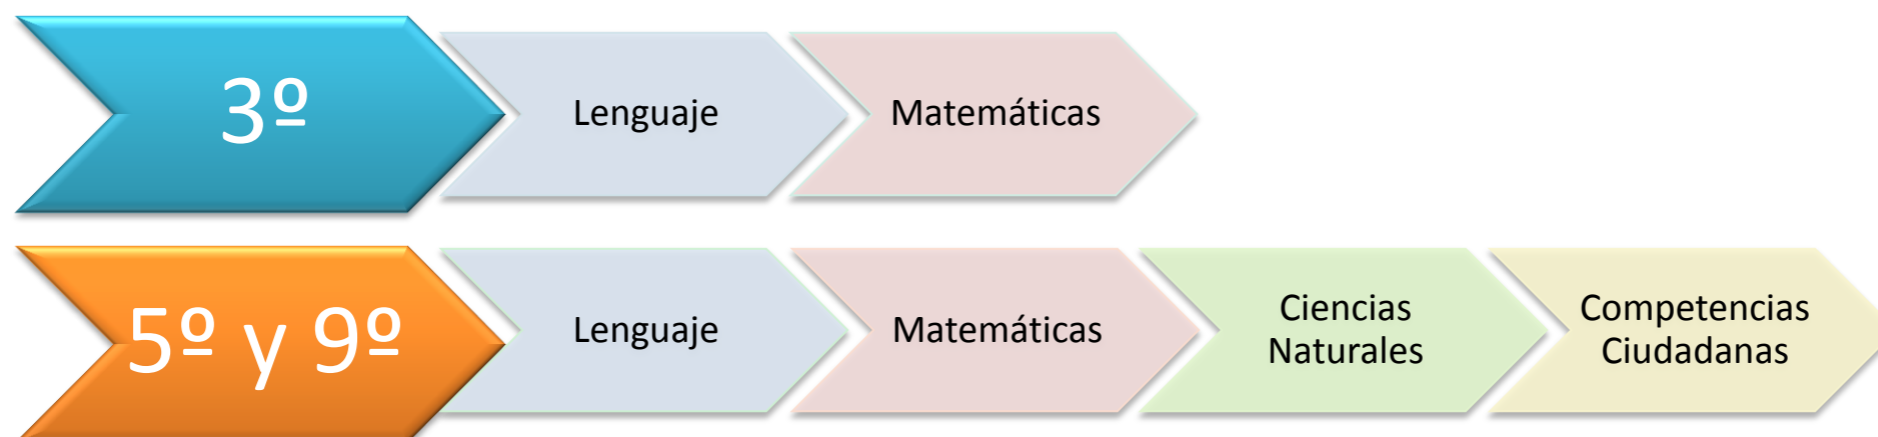 3º
Lenguaje
Matemáticas
5º y 9º
Lenguaje
Matemáticas
Ciencias
Naturales
Competencias
Ciudadanas